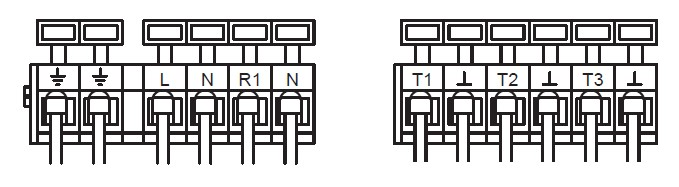 L N R1 N T1 ⊥ T2 ⊥ T3 ⊥